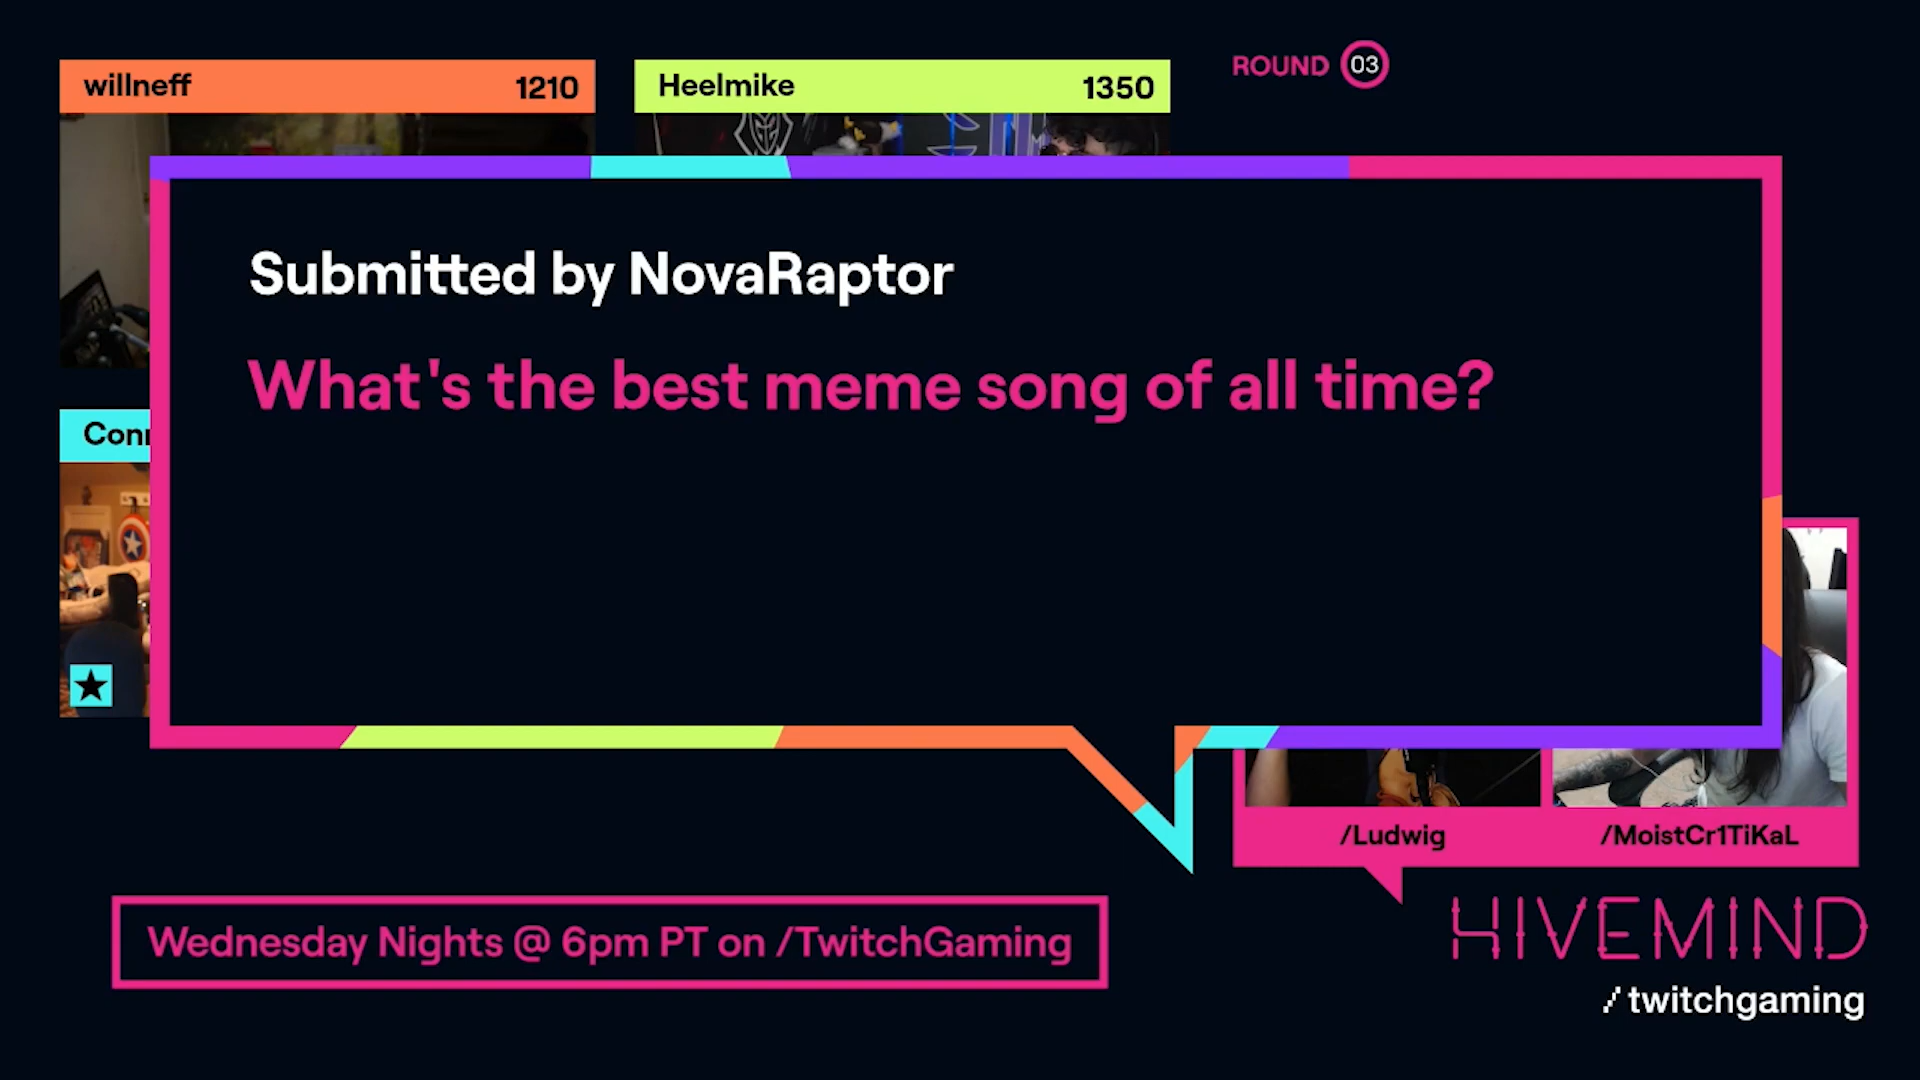 willneff 1210
Heelmike 1350
ROUND 03
Submitted by NovaRaptor
What's the best meme song of all time?
/Ludwig
/MoistCr1TiKaL
Wednesday Nights @ 6pm PT on /TwitchGaming
HIVEMIND
/twitchgaming